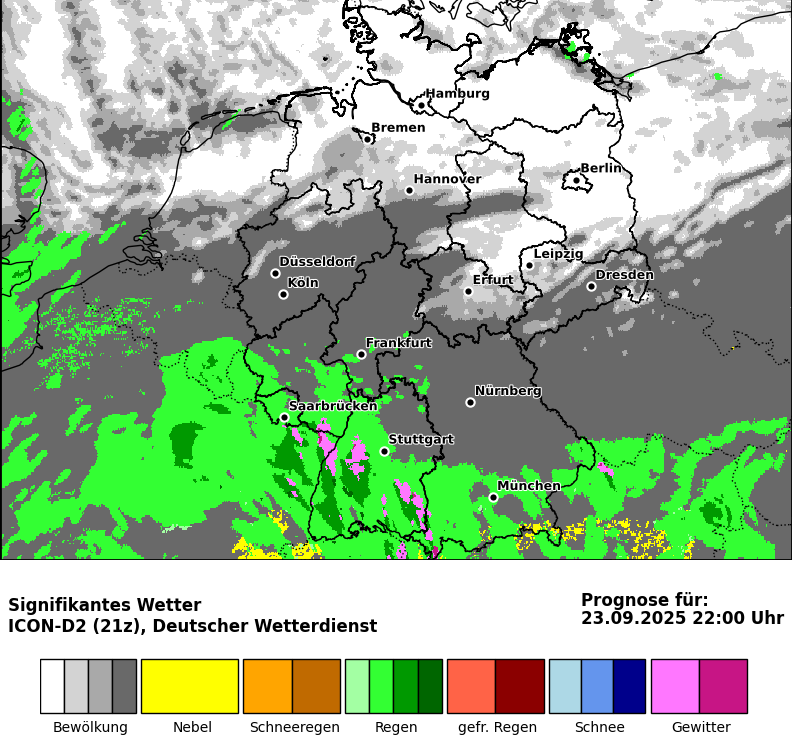 Hamburg
Bremen
Berlin
Hannover
Leipzig
Düsseldorf
Dresden
Köln
Erfurt
Frankfurt
Nürnberg
Saarbrücken
Stuttgart
München
Signifikantes Wetter
ICON-D2 (21z), Deutscher Wetterdienst
Prognose für:
23.09.2025 22:00 Uhr
Bewölkung Nebel Schneeregen Regen gefr. Regen Schnee Gewitter